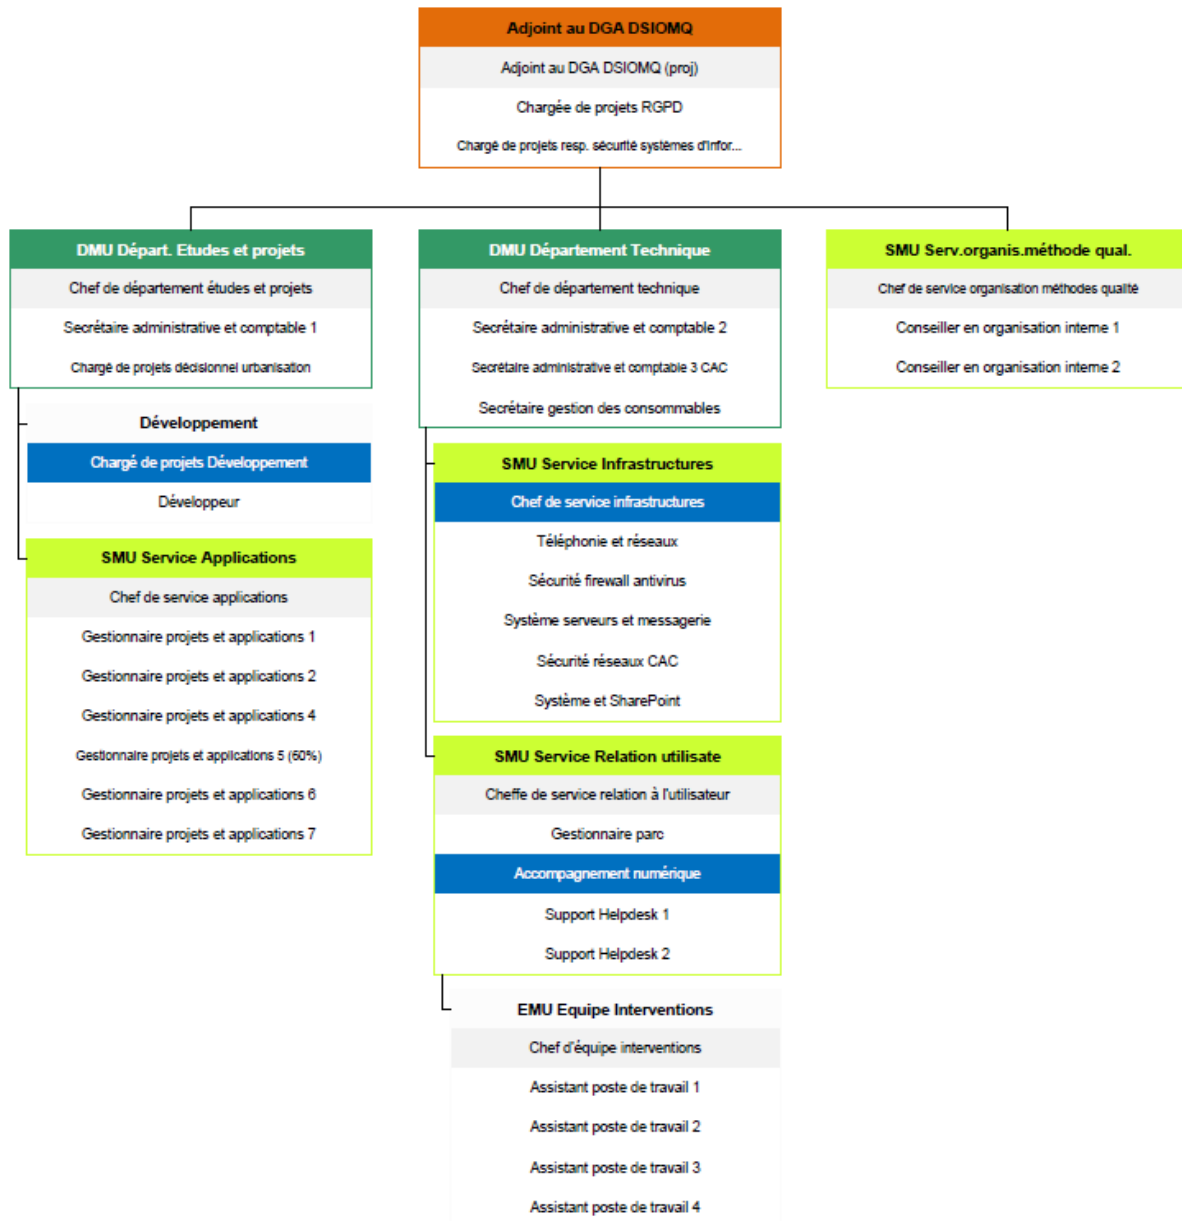 Adjoint au DGA DSIOMQ
Adjoint au DGA DSIOMQ (proj)
Chargée de projets RGPD
Chargé de projets resp. sécurité systèmes d'infor...
DMU Départ. Etudes et projets
Chef de département études et projets
Secrétaire administrative et comptable 1
Chargé de projets décisionnel urbanisation
Développement
Chargé de projets Développement
Développeur
SMU Service Applications
Chef de service applications
Gestionnaire projets et applications 1
Gestionnaire projets et applications 2
Gestionnaire projets et applications 4
Gestionnaire projets et applications 5 (60%)
Gestionnaire projets et applications 6
Gestionnaire projets et applications 7
DMU Département Technique
Chef de département technique
Secrétaire administrative et comptable 2
Secrétaire administrative et comptable 3 CAC
Secrétaire gestion des consommables
SMU Service Infrastructures
Chef de service infrastructures
Téléphonie et réseaux
Sécurité firewall antivirus
Système serveurs et messagerie
Sécurité réseaux CAC
Système et SharePoint
SMU Service Relation utilisate
Cheffe de service relation à l'utilisateur
Gestionnaire parc
Accompagnement numérique
Support Helpdesk 1
Support Helpdesk 2
EMU Equipe Interventions
Chef d'équipe interventions
Assistant poste de travail 1
Assistant poste de travail 2
Assistant poste de travail 3
Assistant poste de travail 4
SMU Serv.organis.méthode qual.
Chef de service organisation méthodes qualité
Conseiller en organisation interne 1
Conseiller en organisation interne 2